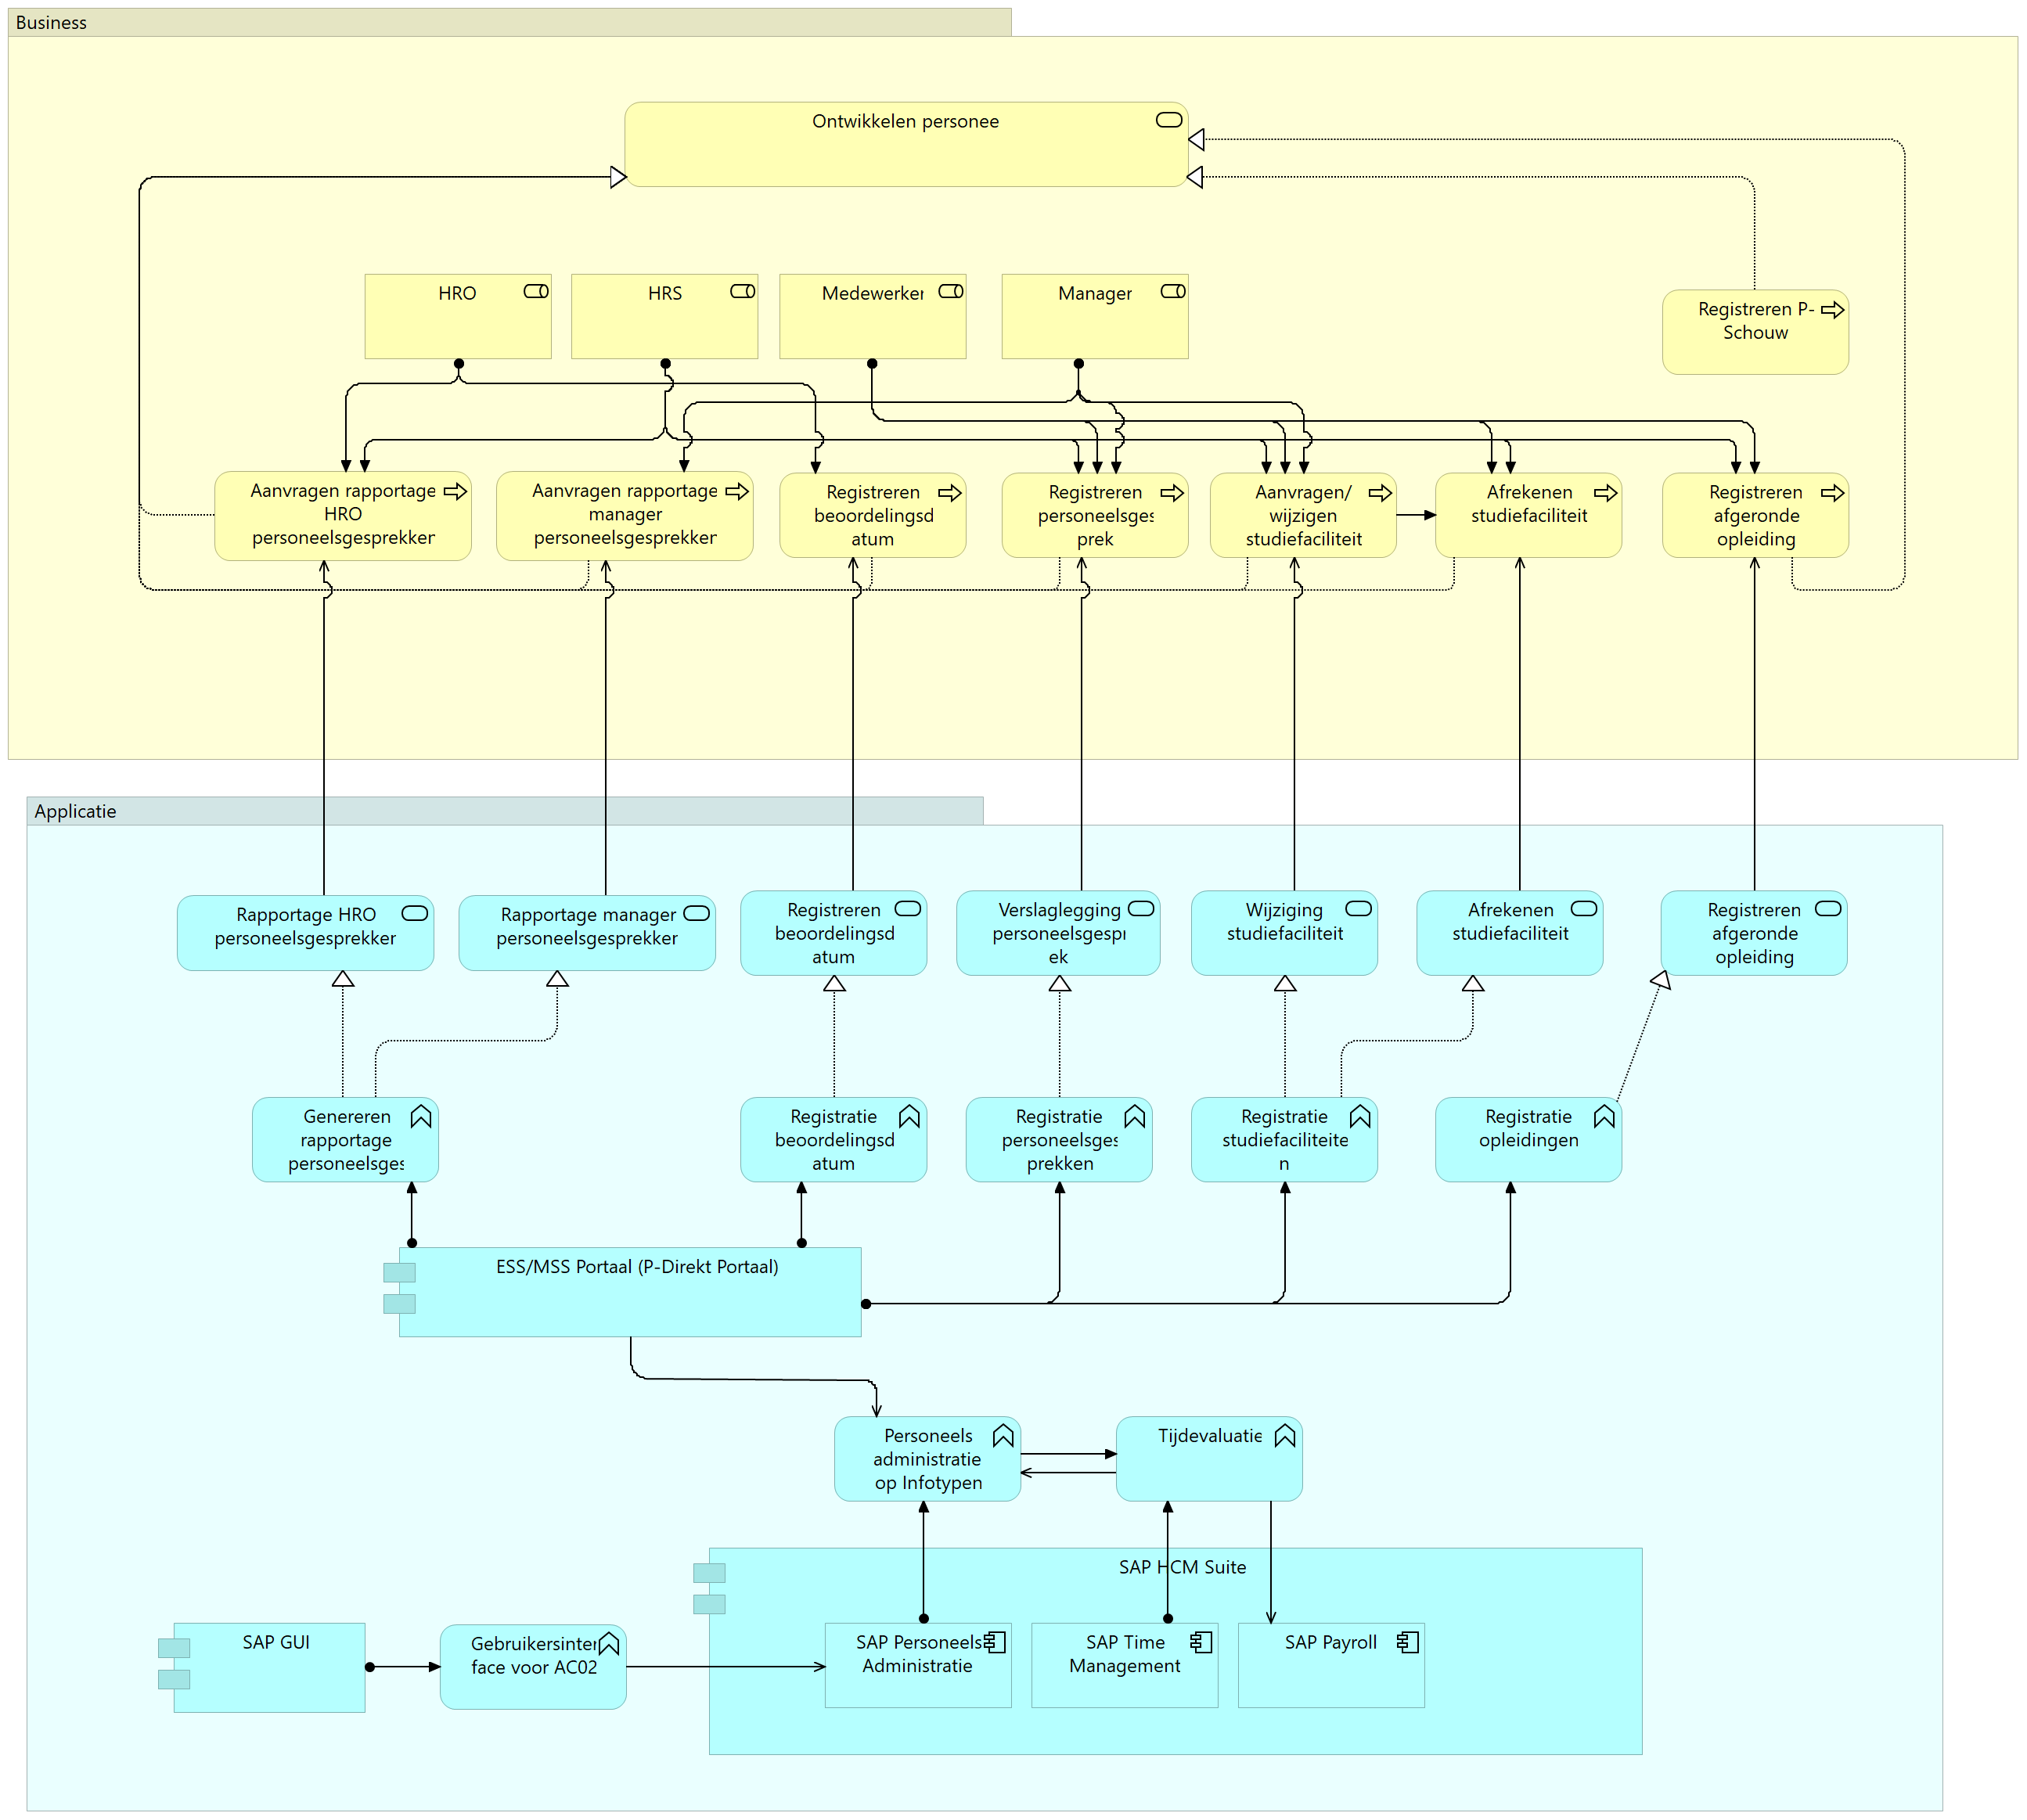 Business
Ontwikkelen personee
HRO
HRS
Medewerker
Manager
Registreren P-
Schouw
Aanvragen rapportage
HRO
personeelsgesprekker
Aanvragen rapportage
manager
personeelsgesprekker
Registreren
beoordelingsd
atum
Registreren
personeelsges
prek
Aanvragen/
wijzigen
studiefaciliteit
Afrekenen
studiefaciliteit
Registreren
afgeronde
opleiding
Applicatie
Rapportage HRO
personeelsgesprekker
Rapportage manager
personeelsgesprekker
Registreren
beoordelingsd
atum
Verslaglegging
personeelsgespr
ek
Wijziging
studiefaciliteit
Afrekenen
studiefaciliteit
Registreren
afgeronde
opleiding
Genereren
rapportage
personeelsges
Registratie
beoordelingsd
atum
Registratie
personeelsges
prekken
Registratie
studiefaciliteite
n
Registratie
opleidingen
ESS/MSS Portaal (P-Direkt Portaal)
Personeels
administratie
op Infotypen
Tijdevaluatie
SAP HCM Suite
SAP GUI
Gebruikersinter
face voor AC02
SAP Personeels
Administratie
SAP Time
Management
SAP Payroll